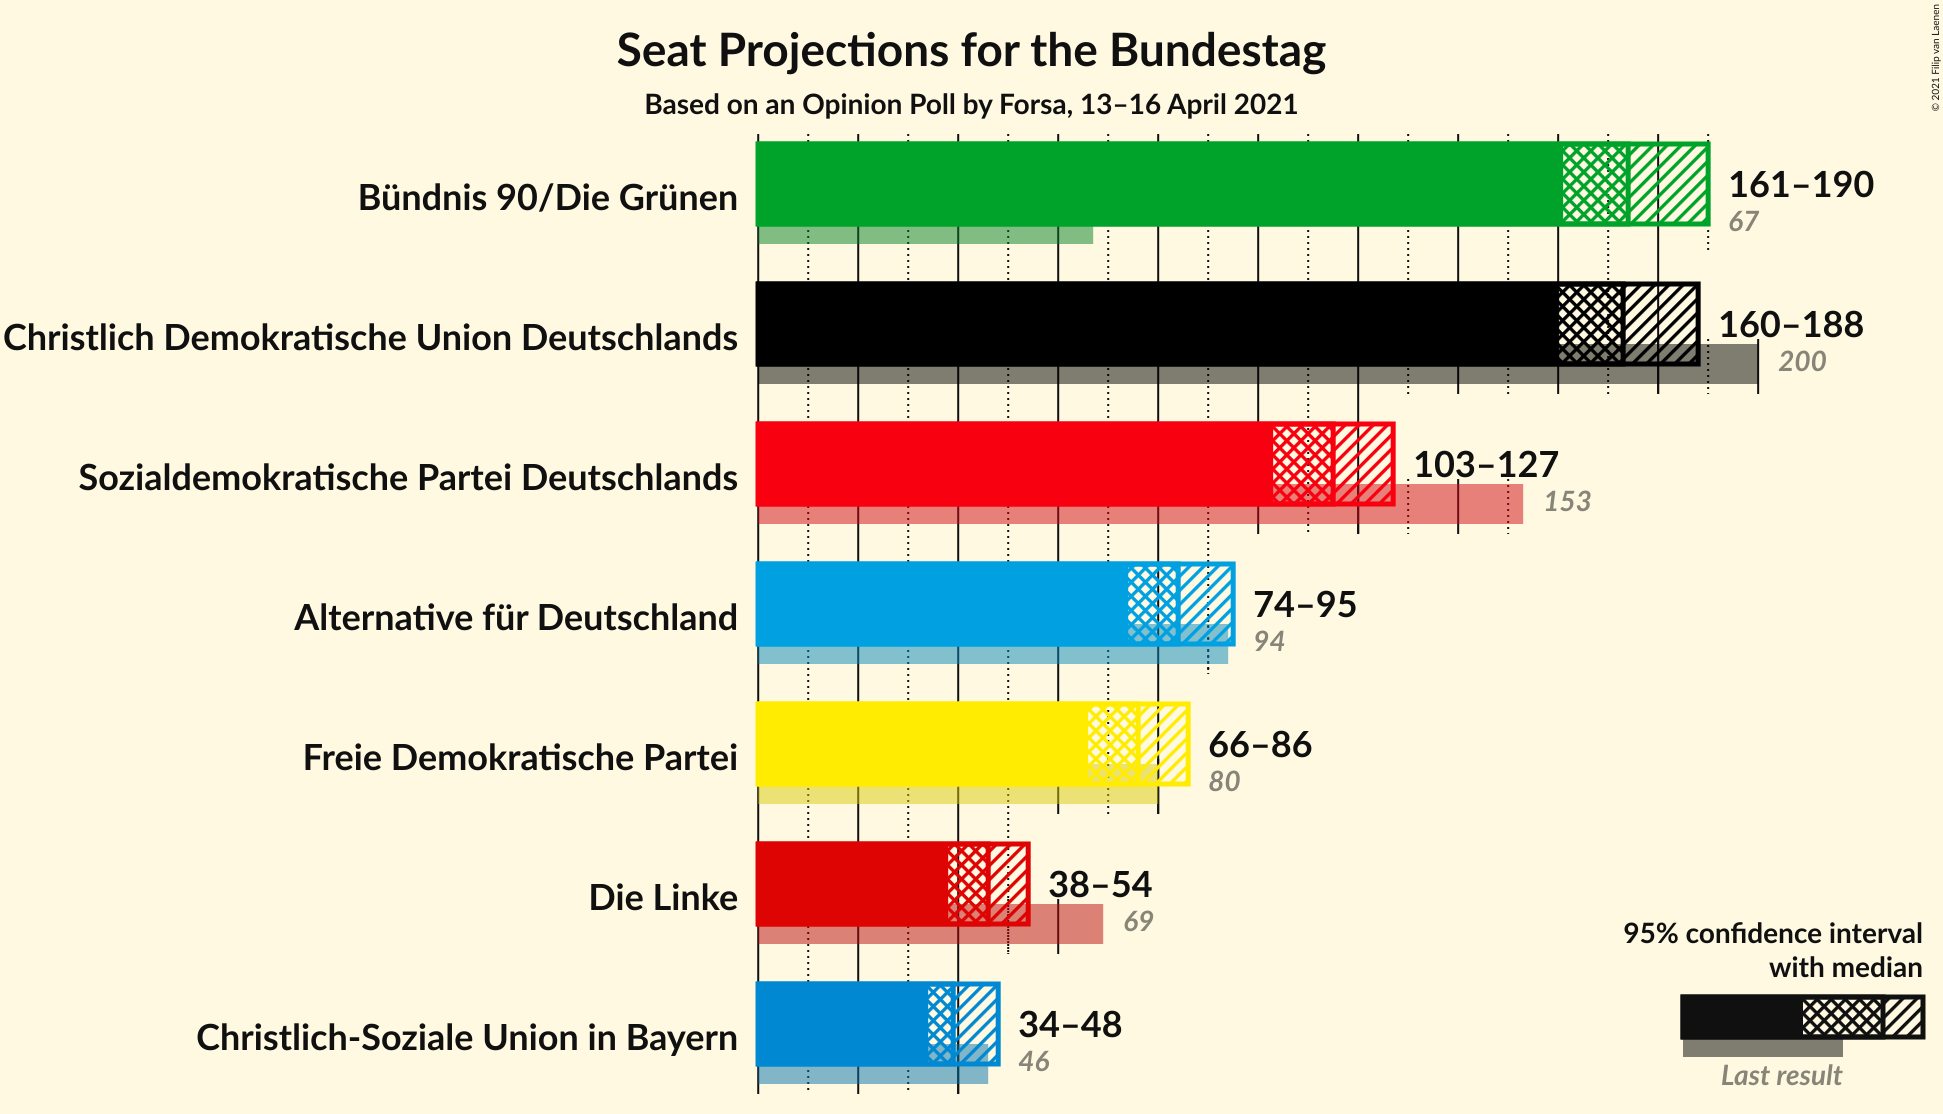 Seat Projections for the Bundestag
Based on an Opinion Poll by Forsa, 13–16 April 2021
© 2021 Filip van Laenen
Bündnis 90/Die Grünen
161–190
67
Christlich Demokratische Union Deutschlands
160–188
200
Sozialdemokratische Partei Deutschlands
103–127
153
Alternative für Deutschland
74–95
94
Freie Demokratische Partei
66–86
80
Die Linke
38–54
69
Christlich-Soziale Union in Bayern
34–48
46
95% confidence interval
with median
Last result